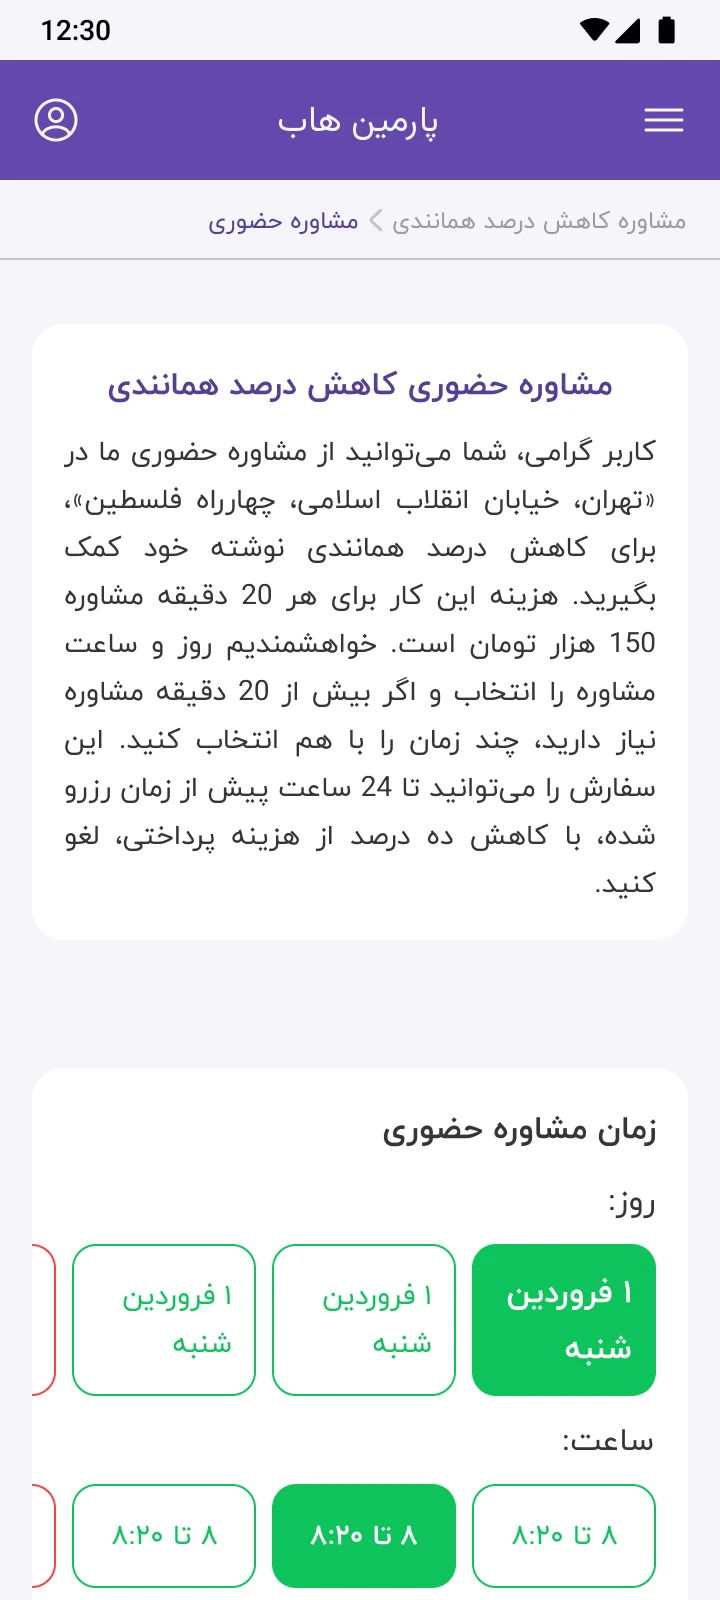 12:30
پارمین هاب
مشاوره کاهش درصد همانندی
مشاوره حضوری
مشاوره حضوری کاهش درصد همانندی
کاربر گرامی، شما می‌توانید از مشاوره حضوری ما در
«تهران، خیابان انقلاب اسلامی، چهارراه فلسطین»،
برای کاهش درصد همانندی نوشته خود کمک
بگیرید. هزینه این کار برای هر 20 دقیقه مشاوره
150 هزار تومان است. خواهشمندیم روز و ساعت
مشاوره را انتخاب و اگر بیش از 20 دقیقه مشاوره
نیاز دارید، چند زمان را با هم انتخاب کنید. این
سفارش را می‌توانید تا 24 ساعت پیش از زمان رزرو
شده، با کاهش ده درصد از هزینه پرداختی، لغو
کنید.
زمان مشاوره حضوری
روز:
۱ فروردین
شنبه
۱ فروردین
شنبه
۱ فروردین
شنبه
ساعت:
۸ تا ۸:۲۰
۸ تا ۸:۲۰
۸ تا ۸:۲۰